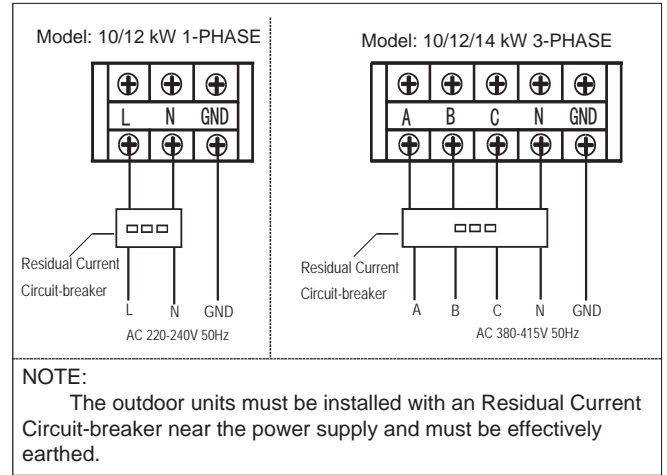 Model: 10/12 kW 1-PHASE
L N GND
Residual Current
Circuit-breaker
L N GND
AC 220-240V 50Hz
Model: 10/12/14 kW 3-PHASE
A B C N GND
Residual Current
Circuit-breaker
A B C N GND
AC 380-415V 50Hz
NOTE:
The outdoor units must be installed with an Residual Current
Circuit-breaker near the power supply and must be effectively
earthed.